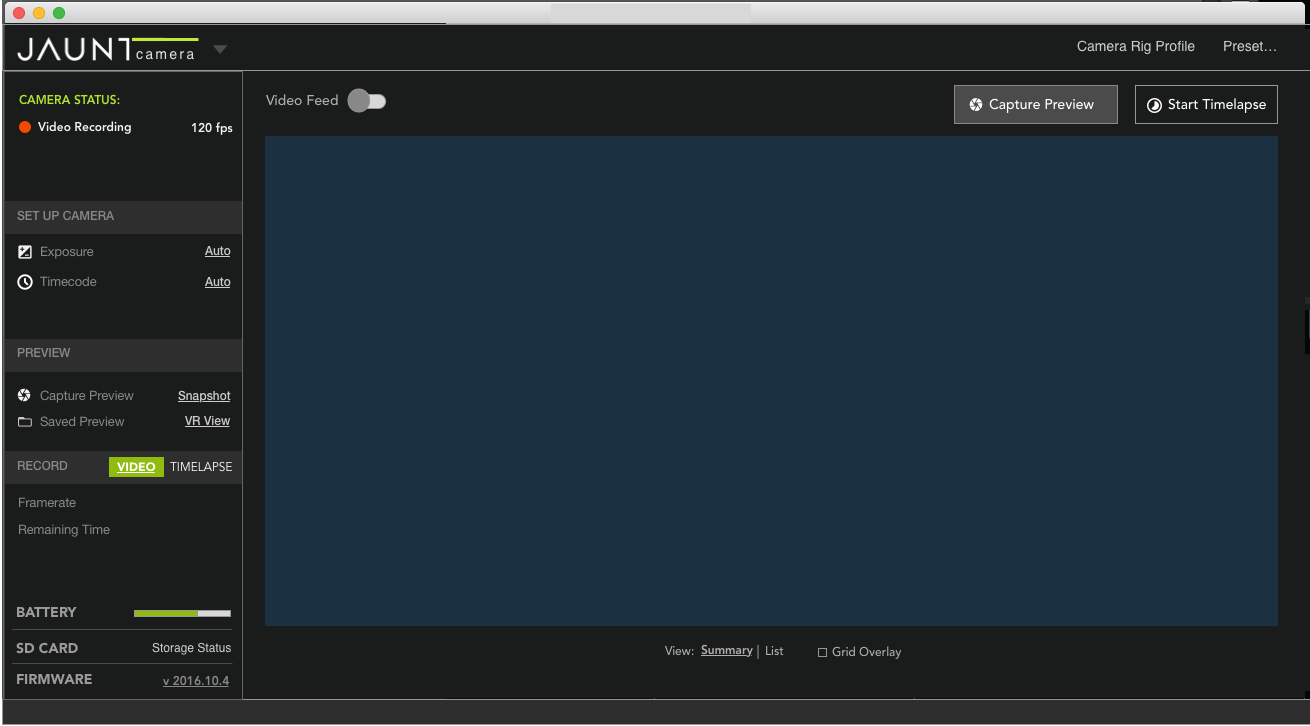 JAUNT camera
Camera Rig Profile Preset...
CAMERA STATUS:
Video Recording 120 fps
Video Feed
Capture Preview
Start Timelapse
SET UP CAMERA
Exposure Auto
Timecode Auto
PREVIEW
Capture Preview Snapshot
Saved Preview VR View
RECORD VIDEO TIMELAPSE
Framerate
Remaining Time
BATTERY
SD CARD Storage Status
FIRMWARE v 2016.10.4
View: Summary | List Grid Overlay